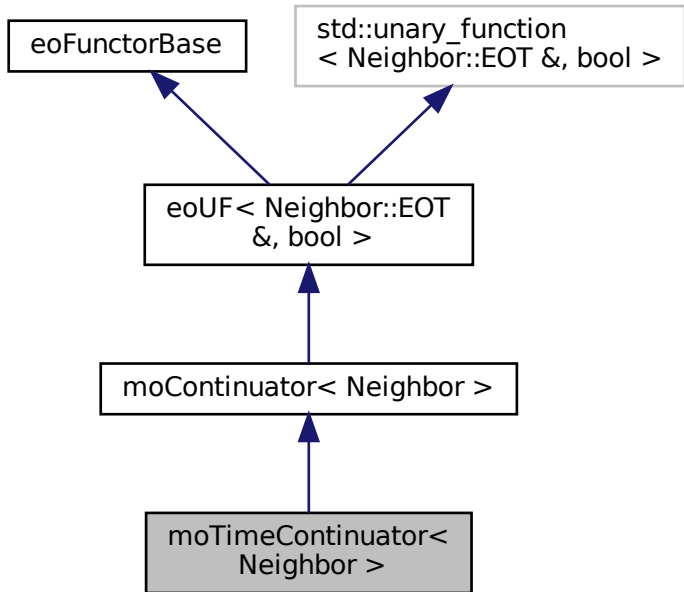 eoFunctorBase
std::unary_function
< Neighbor::EOT &, bool >
eoUF< Neighbor::EOT
&, bool >
moContinuator< Neighbor >
moTimeContinuator<
Neighbor >